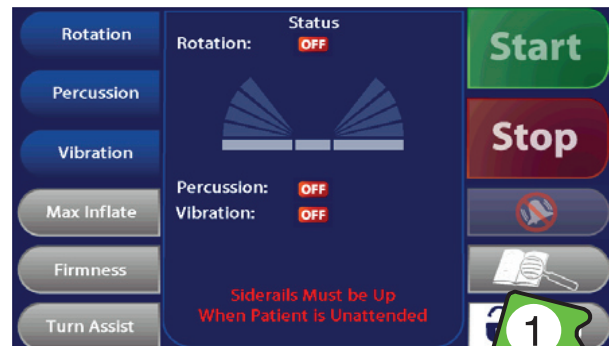 Rotation
Percussion
Vibration
Max Inflate
Firmness
Turn Assist
Status
Rotation: OFF
Percussion: OFF
Vibration: OFF
Siderails Must be Up
When Patient is Unattended
Start
Stop
1